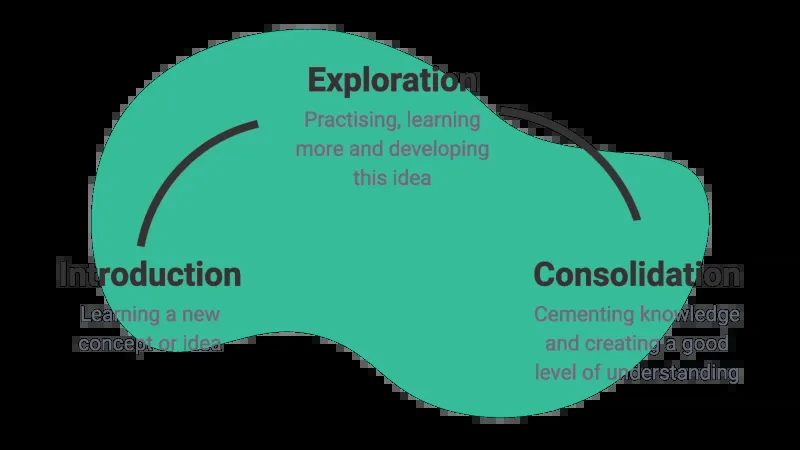 Exploration
Practising, learning
more and developing
this idea
Introduction
Learning a new
concept or idea
Consolidation
Cementing knowledge
and creating a good
level of understanding